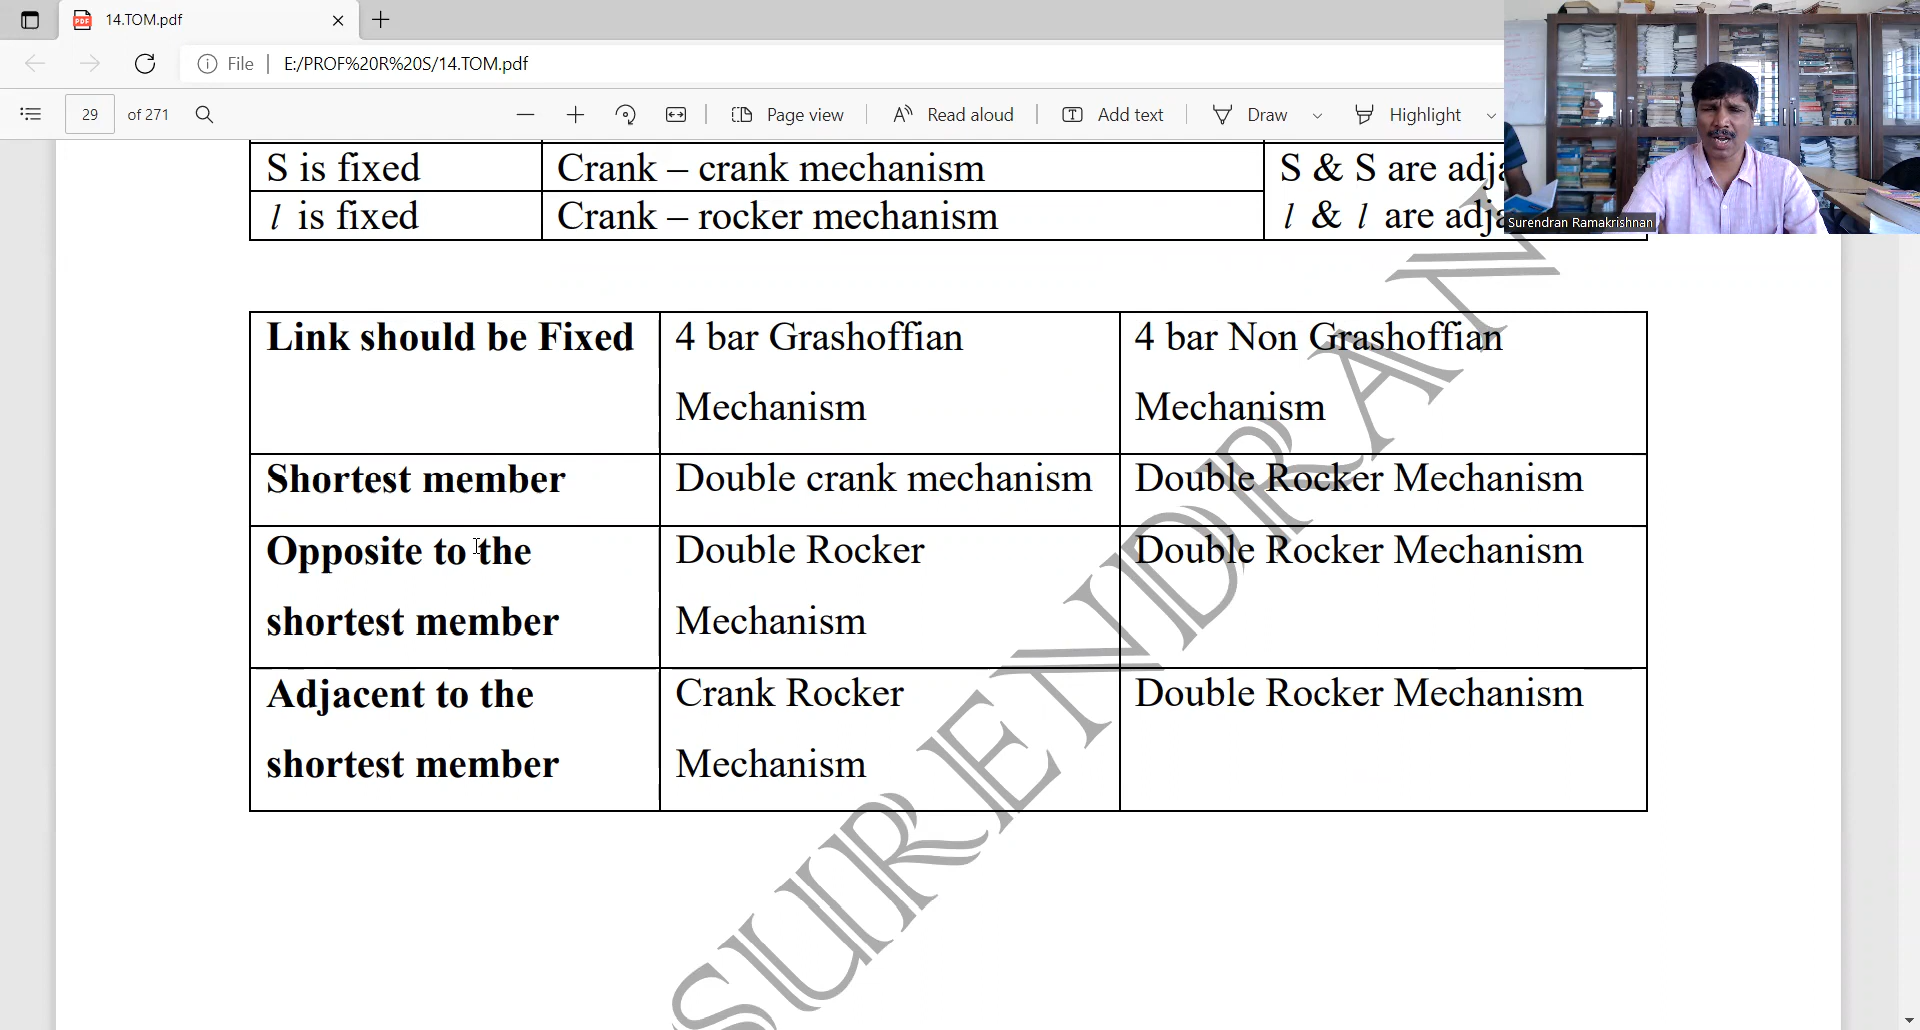 14.TOM.pdf
File
E:/PROF%20R%20S/14.TOM.pdf
29 of 271
Page view
Read aloud
Add text
Draw
Highlight
Surendran Ramakrishnan
S is fixed
Crank – crank mechanism
S & S are
l is fixed
Crank – rocker mechanism
l & l are
Link should be Fixed
4 bar Grashoffian
Mechanism
4 bar Non Grashoffian
Mechanism
Shortest member
Double crank mechanism
Double Rocker Mechanism
Opposite to the
shortest member
Double Rocker
Mechanism
Double Rocker Mechanism
Adjacent to the
shortest member
Crank Rocker
Mechanism
Double Rocker Mechanism
SURENDRAN